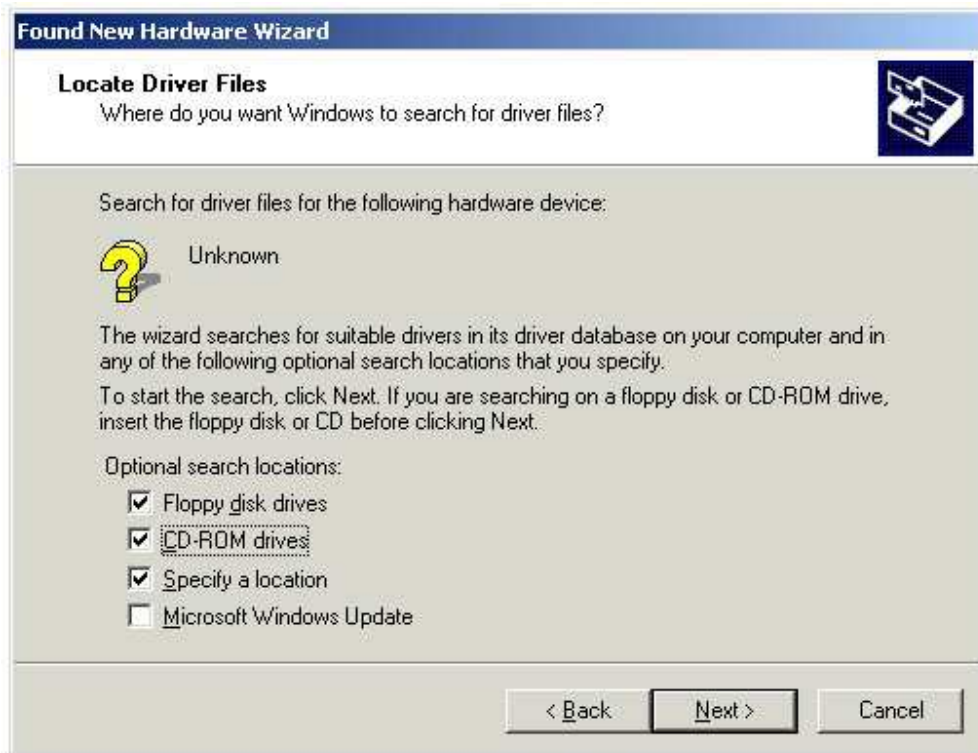 Found New Hardware Wizard
Locate Driver Files
Where do you want Windows to search for driver files?
Search for driver files for the following hardware device:
Unknown
The wizard searches for suitable drivers in its driver database on your computer and in
any of the following optional search locations that you specify.
To start the search, click Next. If you are searching on a floppy disk or CD-ROM drive,
insert the floppy disk or CD before clicking Next.
Optional search locations:
Floppy disk drives
CD-ROM drives
Specify a location
Microsoft Windows Update
< Back
Next >
Cancel